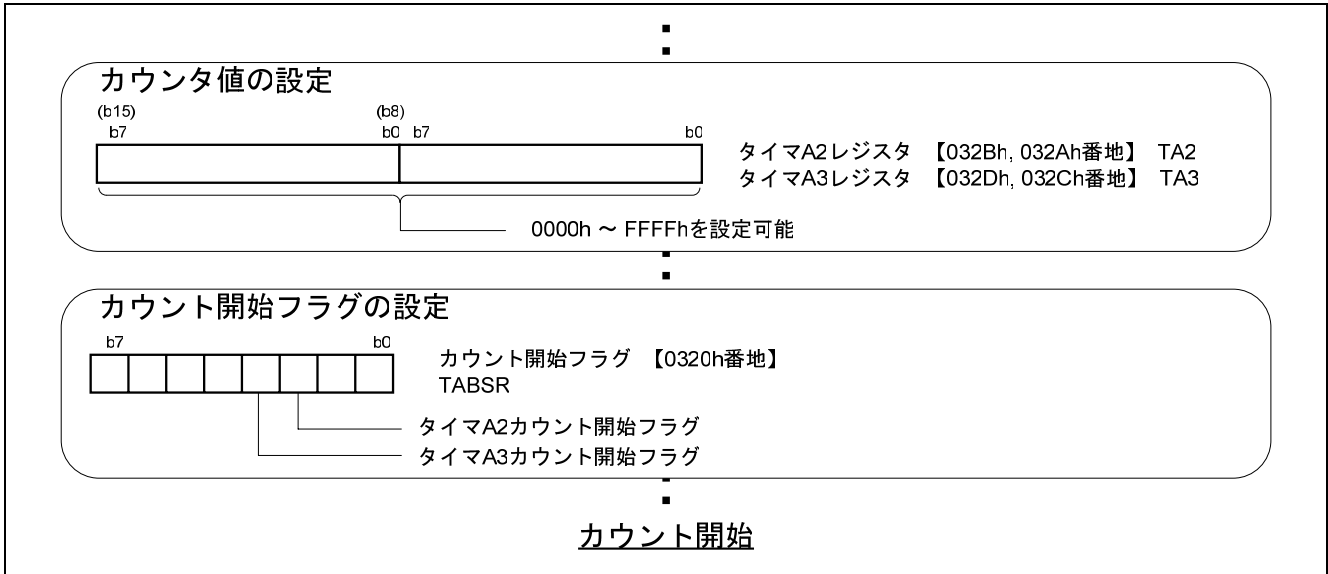 カウンタ値の設定
(b15) (b8)
b7 b0 b7 b0
タイマA2レジスタ 【032Bh, 032Ah番地】 TA2
タイマA3レジスタ 【032Dh, 032Ch番地】 TA3
0000h ～ FFFFhを設定可能
カウント開始フラグの設定
b7 b0
カウント開始フラグ 【0320h番地】
TABSR
タイマA2カウント開始フラグ
タイマA3カウント開始フラグ
カウント開始